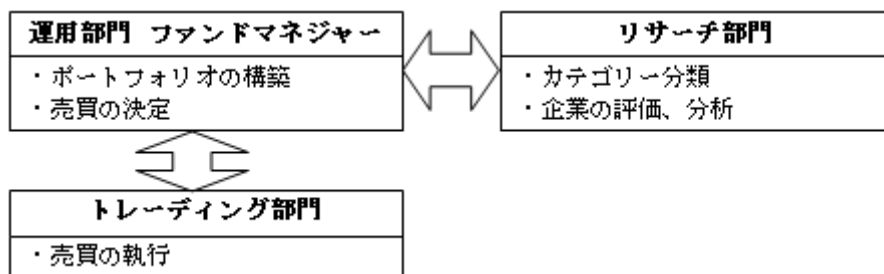 運用部門 ファンドマネジャー
・ポートフォリオの構築
・売買の決定
リサーチ部門
・カテゴリー分類
・企業の評価、分析
トレーディング部門
・売買の執行